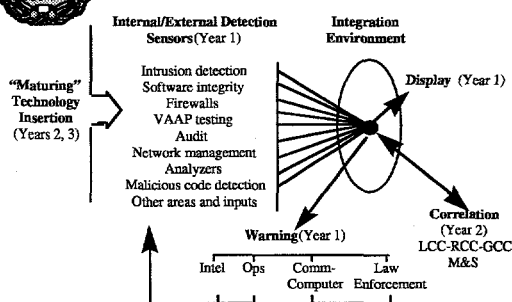 Internal/External Detection
Sensors(Year 1)
Integration
Environment
"Maturing"
Technology
Insertion
(Years 2, 3)
Intrusion detection
Software integrity
Firewalls
VAAP testing
Audit
Network management
Analyzers
Malicious code detection
Other areas and inputs
Display (Year 1)
Correlation
(Year 2)
LCC-RCC-GCC
M&S
Warning(Year 1)
Intel Ops Comm- Law
Computer Enforcement